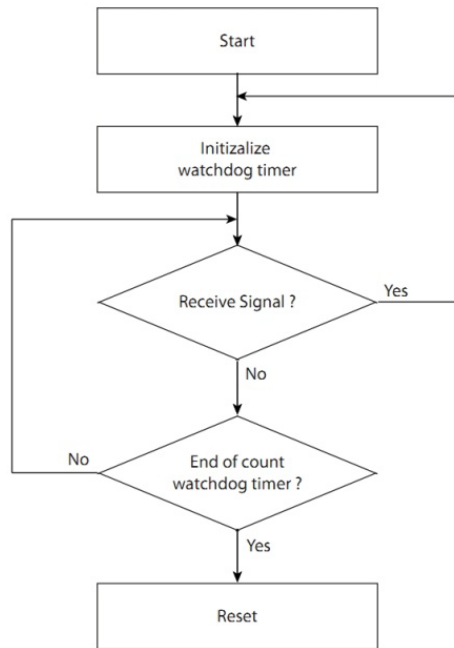 Start
Initizalize
watchdog timer
Receive Signal ?
Yes
No
End of count
watchdog timer ?
No
Yes
Reset